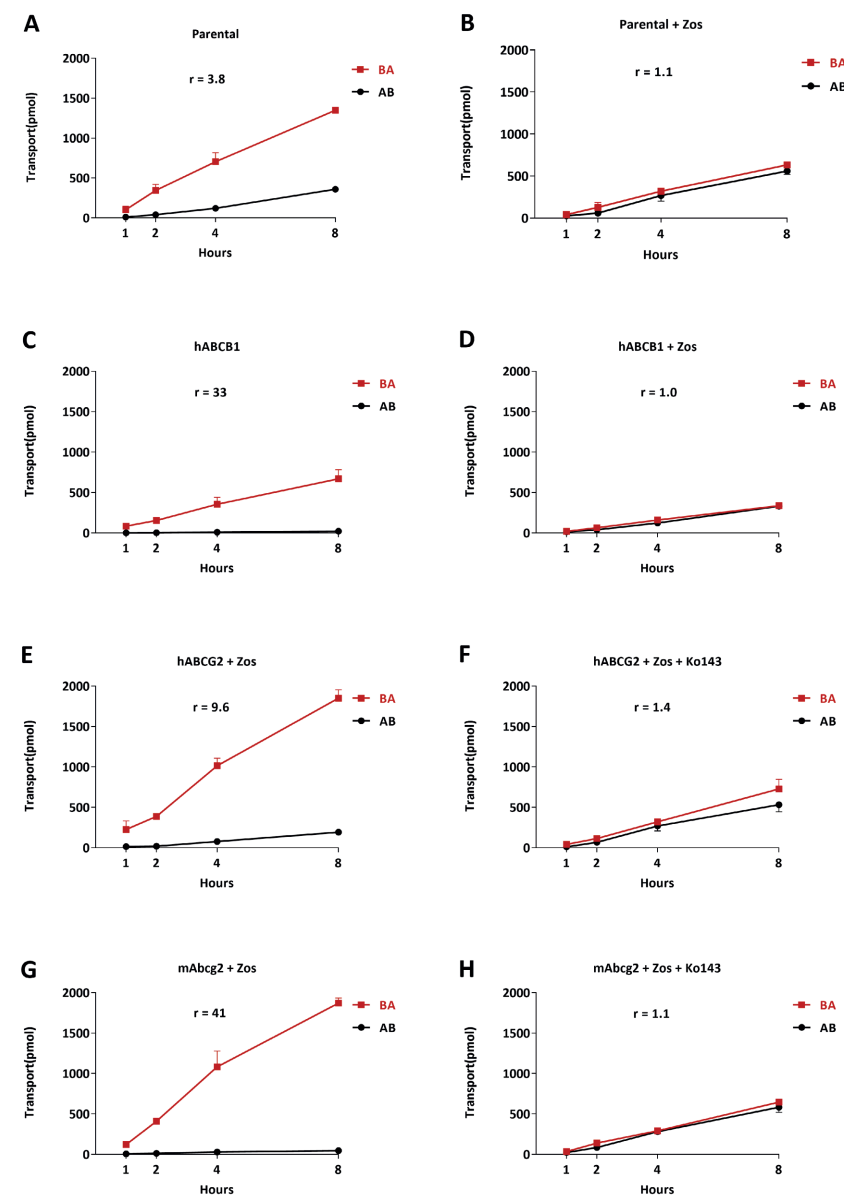 A
Parental
2000
1500
1000
500
0
Transport(pmol)
r = 3.8
BA
AB
1 2 4 8
Hours
B
Parental + Zos
2000
1500
1000
500
0
Transport(pmol)
r = 1.1
BA
AB
1 2 4 8
Hours
C
hABCB1
2000
1500
1000
500
0
Transport(pmol)
r = 33
BA
AB
1 2 4 8
Hours
D
hABCB1 + Zos
2000
1500
1000
500
0
Transport(pmol)
r = 1.0
BA
AB
1 2 4 8
Hours
E
hABCG2 + Zos
2000
1500
1000
500
0
Transport(pmol)
r = 9.6
BA
AB
1 2 4 8
Hours
F
hABCG2 + Zos + Ko143
2000
1500
1000
500
0
Transport(pmol)
r = 1.4
BA
AB
1 2 4 8
Hours
G
mAbcg2 + Zos
2000
1500
1000
500
0
Transport(pmol)
r = 41
BA
AB
1 2 4 8
Hours
H
mAbcg2 + Zos + Ko143
2000
1500
1000
500
0
Transport(pmol)
r = 1.1
BA
AB
1 2 4 8
Hours